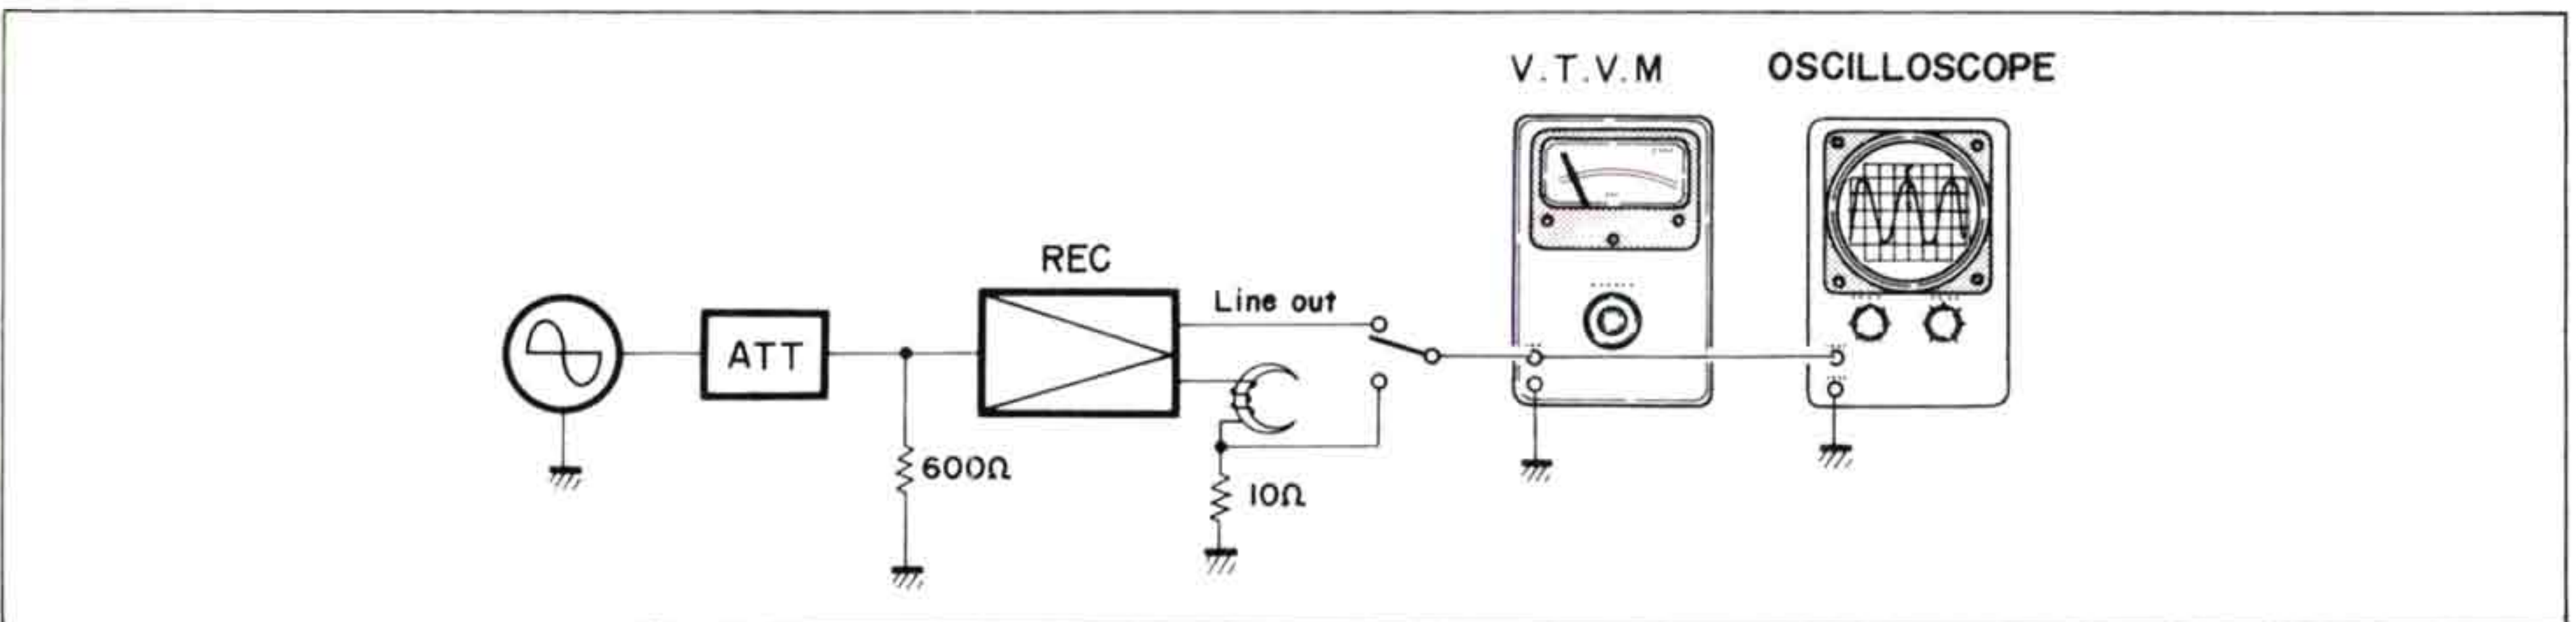 V.T.V.M
OSCILLOSCOPE
REC
Line out
ATT
600Ω
10Ω